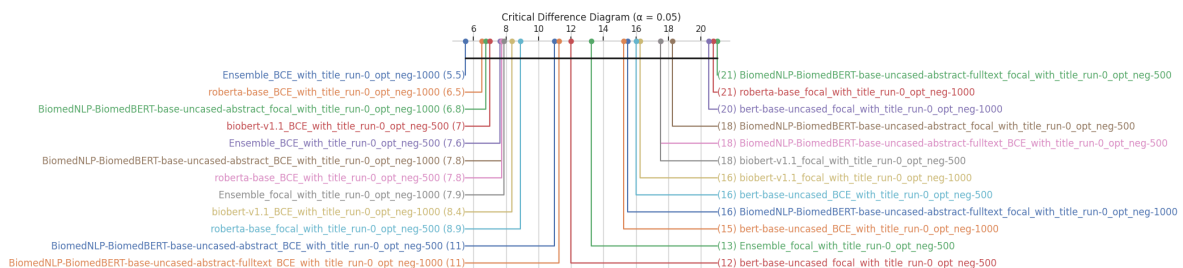 Critical Difference Diagram (α = 0.05)
6 8 10 12 14 16 18 20
Ensemble_BCE_with_title_run-0_opt_neg-1000 (5.5)
roberta-base_BCE_with_title_run-0_opt_neg-1000 (6.5)
BiomedNLP-BiomedBERT-base-uncased-abstract_focal_with_title_run-0_opt_neg-1000 (6.8)
biobert-v1.1_BCE_with_title_run-0_opt_neg-500 (7)
Ensemble_BCE_with_title_run-0_opt_neg-500 (7.6)
BiomedNLP-BiomedBERT-base-uncased-abstract_BCE_with_title_run-0_opt_neg-1000 (7.8)
roberta-base_BCE_with_title_run-0_opt_neg-500 (7.8)
Ensemble_focal_with_title_run-0_opt_neg-1000 (7.9)
biobert-v1.1_BCE_with_title_run-0_opt_neg-1000 (8.4)
roberta-base_focal_with_title_run-0_opt_neg-500 (8.9)
BiomedNLP-BiomedBERT-base-uncased-abstract_BCE_with_title_run-0_opt_neg-500 (11)
BiomedNLP-BiomedBERT-base-uncased-abstract-fulltext_BCE_with_title_run-0_opt_neg-1000 (11)
(21) BiomedNLP-BiomedBERT-base-uncased-abstract-fulltext_focal_with_title_run-0_opt_neg-500
(21) roberta-base_focal_with_title_run-0_opt_neg-1000
(20) bert-base-uncased_focal_with_title_run-0_opt_neg-1000
(18) BiomedNLP-BiomedBERT-base-uncased-abstract_focal_with_title_run-0_opt_neg-500
(18) BiomedNLP-BiomedBERT-base-uncased-abstract-fulltext_BCE_with_title_run-0_opt_neg-500
(18) biobert-v1.1_focal_with_title_run-0_opt_neg-500
(16) biobert-v1.1_focal_with_title_run-0_opt_neg-1000
(16) bert-base-uncased_BCE_with_title_run-0_opt_neg-500
(16) BiomedNLP-BiomedBERT-base-uncased-abstract-fulltext_focal_with_title_run-0_opt_neg-1000
(15) bert-base-uncased_BCE_with_title_run-0_opt_neg-1000
(13) Ensemble_focal_with_title_run-0_opt_neg-500
(12) bert-base-uncased_focal_with_title_run-0_opt_neg-500